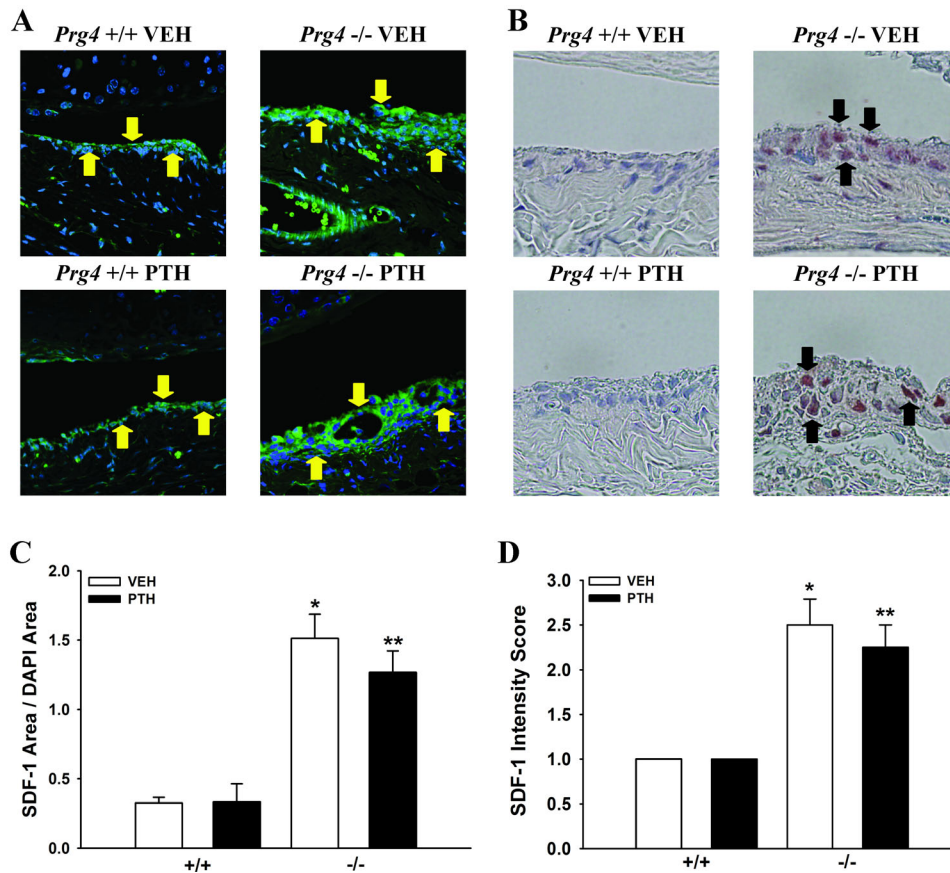 A
B
Prg4 +/+ VEH
Prg4 -/- VEH
Prg4 +/+ VEH
Prg4 -/- VEH
Prg4 +/+ PTH
Prg4 -/- PTH
Prg4 +/+ PTH
Prg4 -/- PTH
C
SDF-1 Area / DAPI Area
2.0
1.5
1.0
0.5
0.0
VEH
PTH
*
**
+/+
-/-
D
SDF-1 Intensity Score
3.0
2.5
2.0
1.5
1.0
0.5
0.0
VEH
PTH
*
**
+/+
-/-